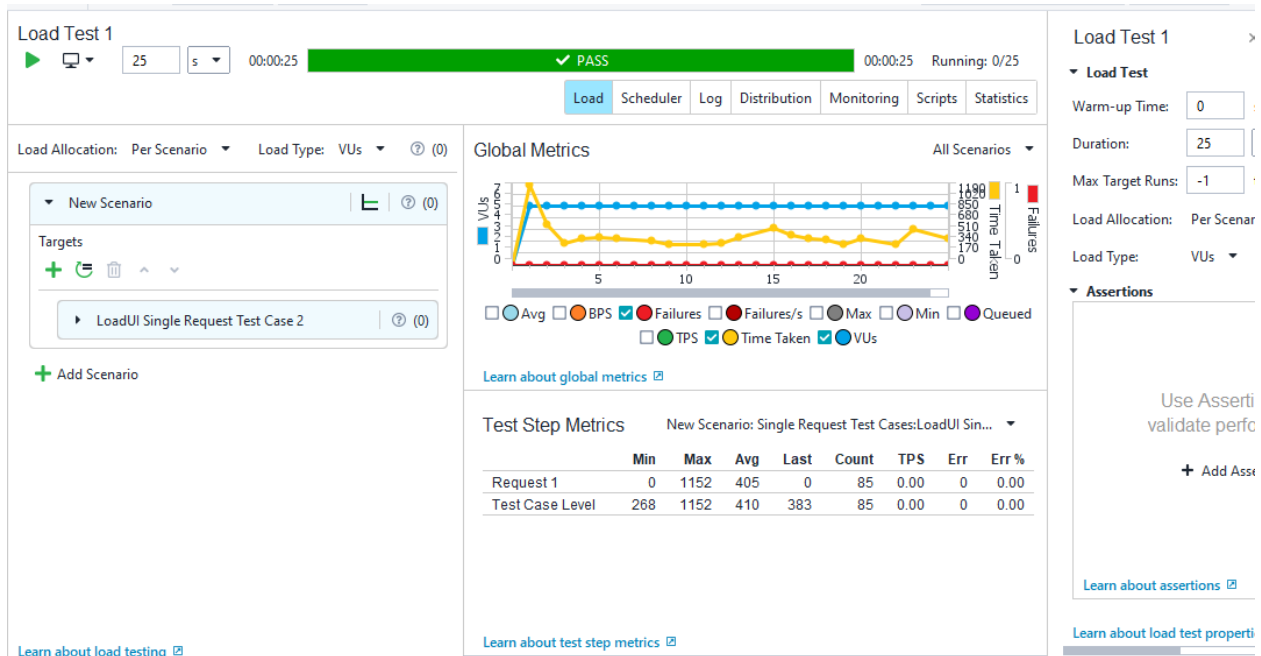 Load Test 1
25 s 00:00:25 PASS 00:00:25 Running: 0/25
Load Scheduler Log Distribution Monitoring Scripts Statistics
Load Allocation: Per Scenario Load Type: VUs (0)
New Scenario (0)
Targets
LoadUI Single Request Test Case 2 (0)
Add Scenario
Learn about load testing
Global Metrics All Scenarios
VUs
7
6
5
4
3
2
1
0
5 10 15 20
1190
1020
850
680
510
340
170
0
Time Taken
1
0
Failures
Avg BPS Failures Failures/s Max Min Queued
TPS Time Taken VUs
Learn about global metrics
Test Step Metrics New Scenario: Single Request Test Cases:LoadUI Sin...
Min Max Avg Last Count TPS Err Err %
Request 1 0 1152 405 0 85 0.00 0 0.00
Test Case Level 268 1152 410 383 85 0.00 0 0.00
Learn about test step metrics
Load Test 1
Load Test
Warm-up Time: 0
Duration: 25
Max Target Runs: -1
Load Allocation: Per Scenar
Load Type: VUs
Assertions
Use Asserti
validate perfo
Add Asse
Learn about assertions
Learn about load test properti